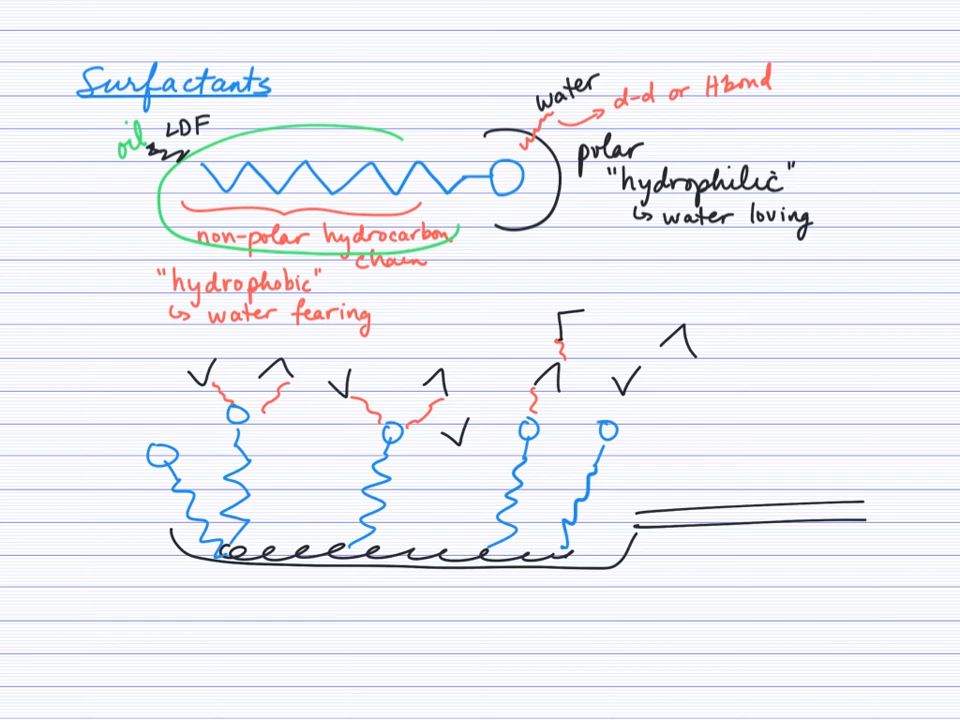 Surfactants
water
d-d or Hbond
oil
LDF
polar
"hydrophilic"
↳ water loving
non-polar hydrocarbon
chain
"hydrophobic"
↳ water fearing